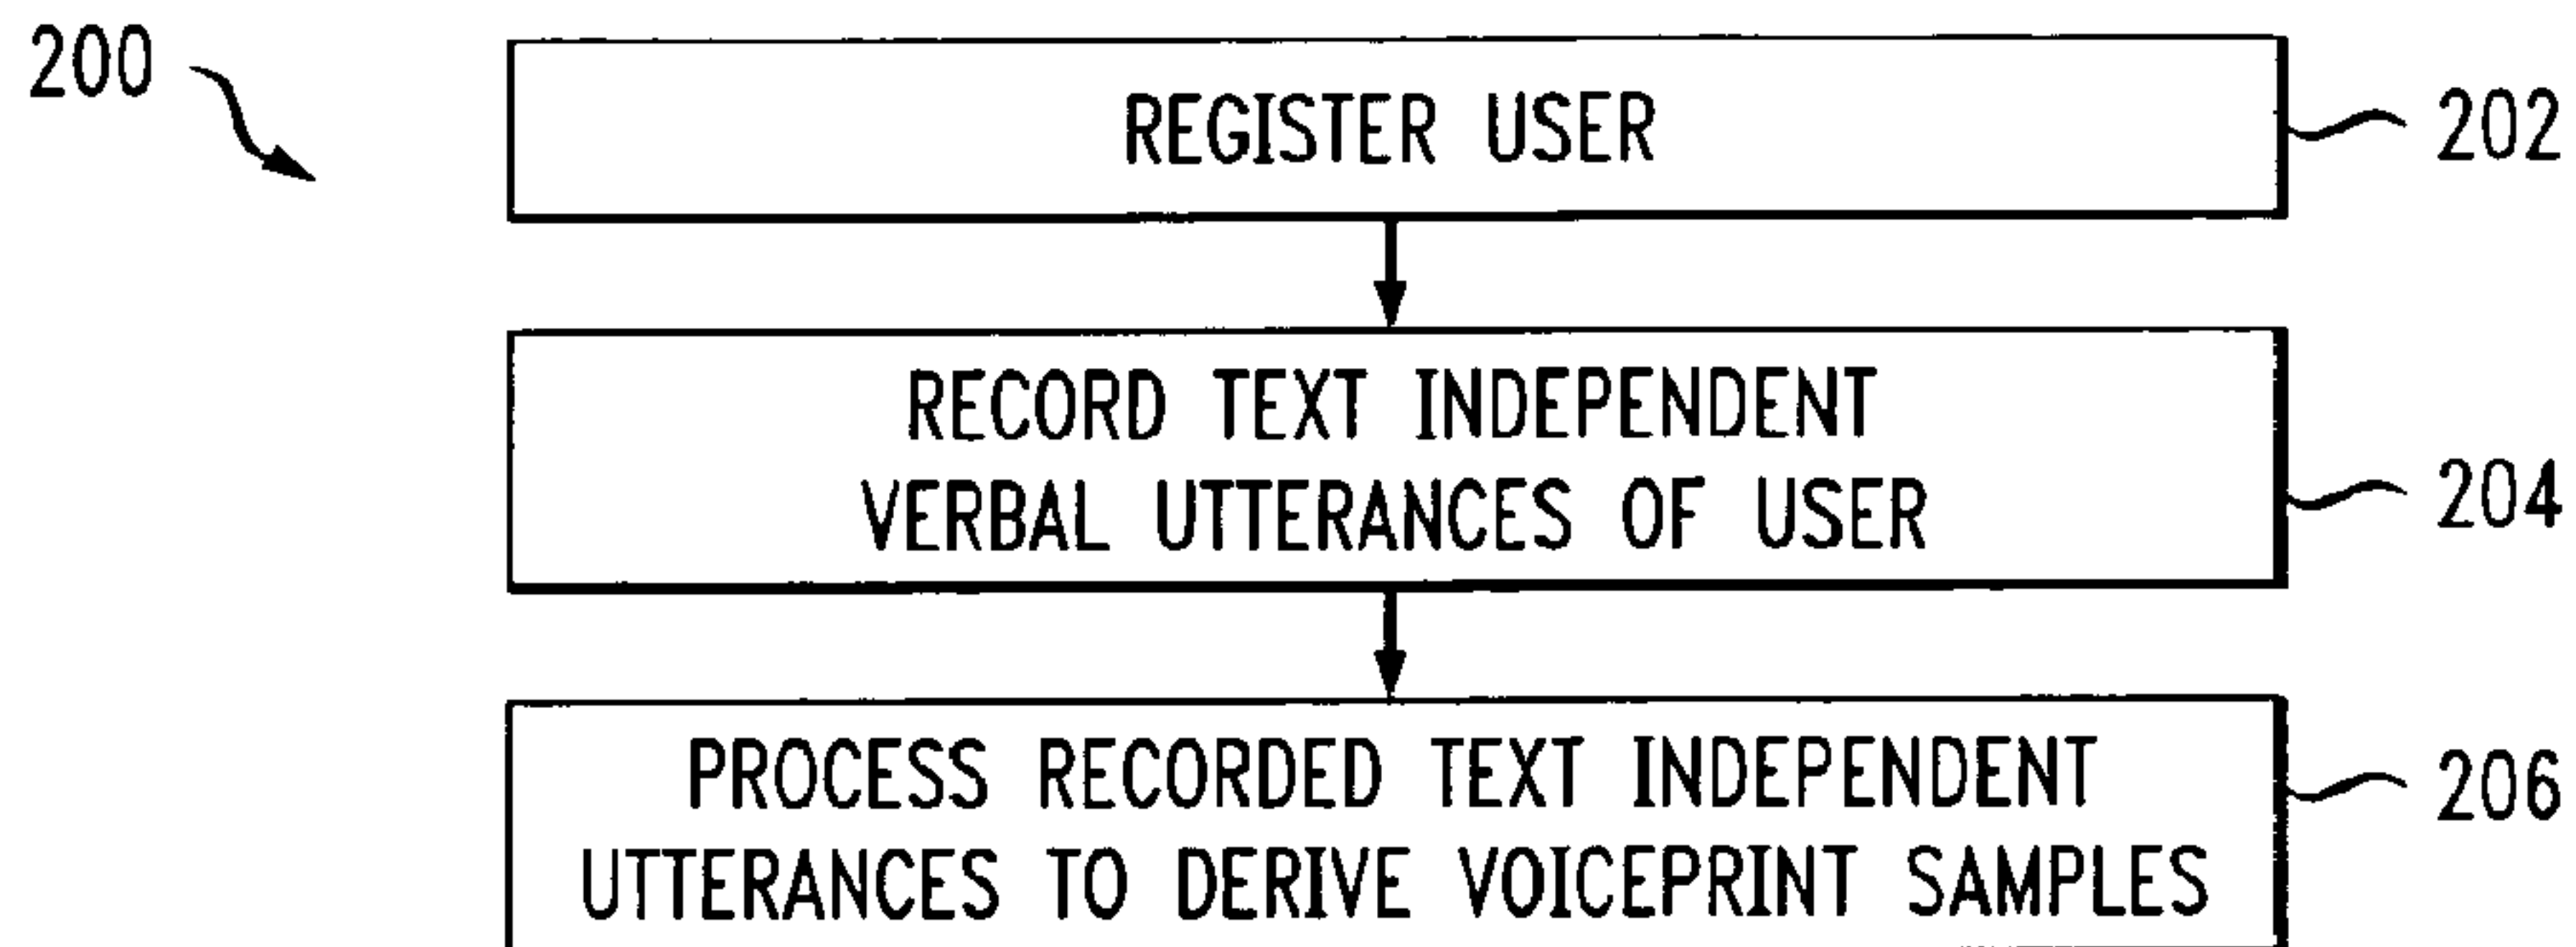 200
REGISTER USER
202
RECORD TEXT INDEPENDENT
VERBAL UTTERANCES OF USER
204
PROCESS RECORDED TEXT INDEPENDENT
UTTERANCES TO DERIVE VOICEPRINT SAMPLES
206